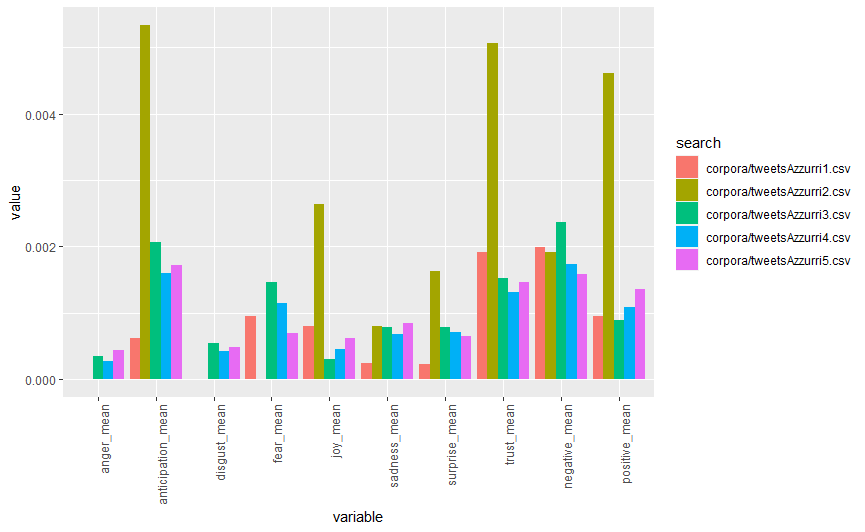 value
0.004
0.002
0.000
anger_mean
anticipation_mean
disgust_mean
fear_mean
joy_mean
sadness_mean
surprise_mean
trust_mean
negative_mean
positive_mean
variable
search
corpora/tweetsAzzurri1.csv
corpora/tweetsAzzurri2.csv
corpora/tweetsAzzurri3.csv
corpora/tweetsAzzurri4.csv
corpora/tweetsAzzurri5.csv